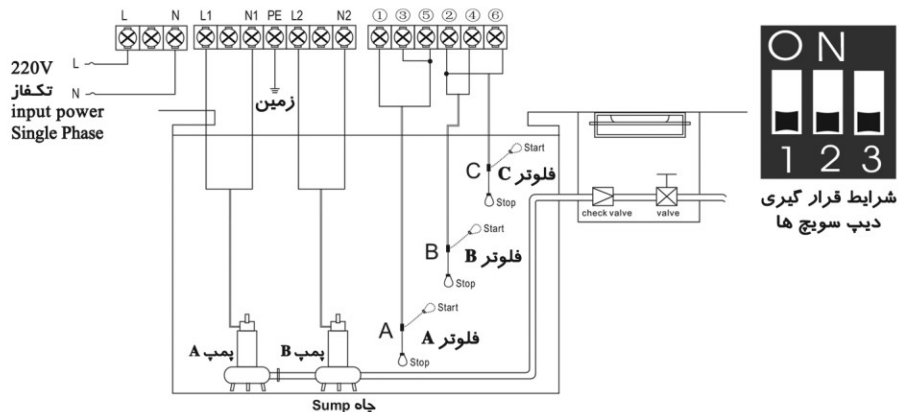 L N L1 N1 PE L2 N2 ① ③ ⑤ ② ④ ⑥
220V L
تکفاز N
input power
Single Phase
زمین
ON
1 2 3
شرایط قرار گیری
دیپ سویچ ها
Start
C فلوتر C
Stop
check valve valve
Start
B فلوتر B
Stop
Start
A فلوتر A
Stop
پمپ A پمپ B
چاه Sump